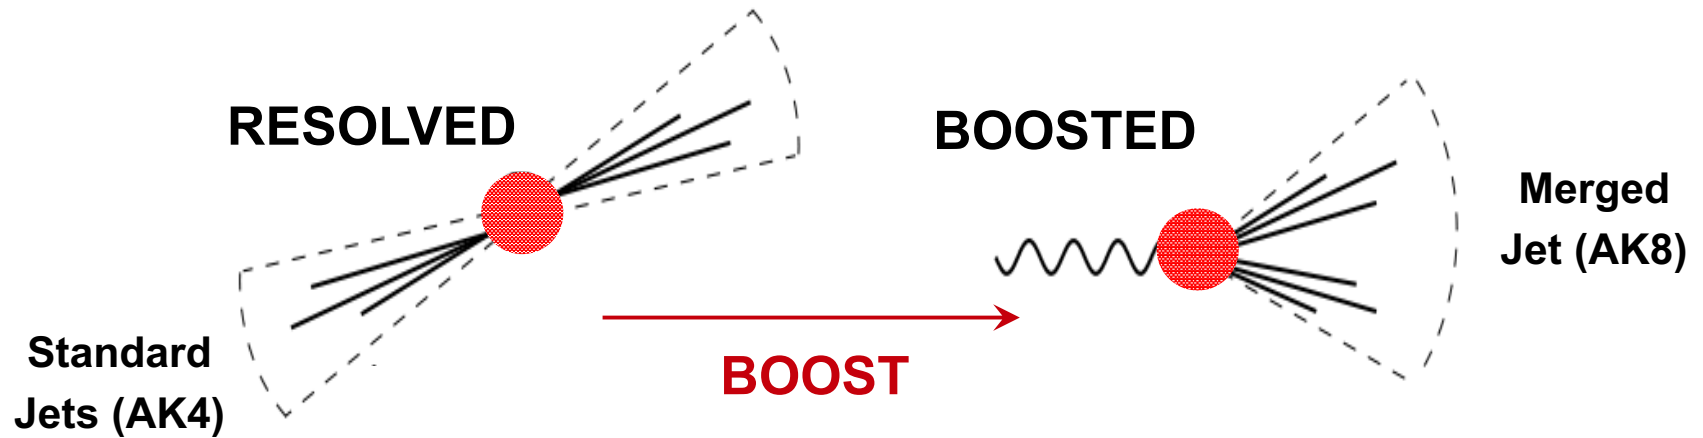 RESOLVED
Standard
Jets (AK4)
BOOST
BOOSTED
Merged
Jet (AK8)